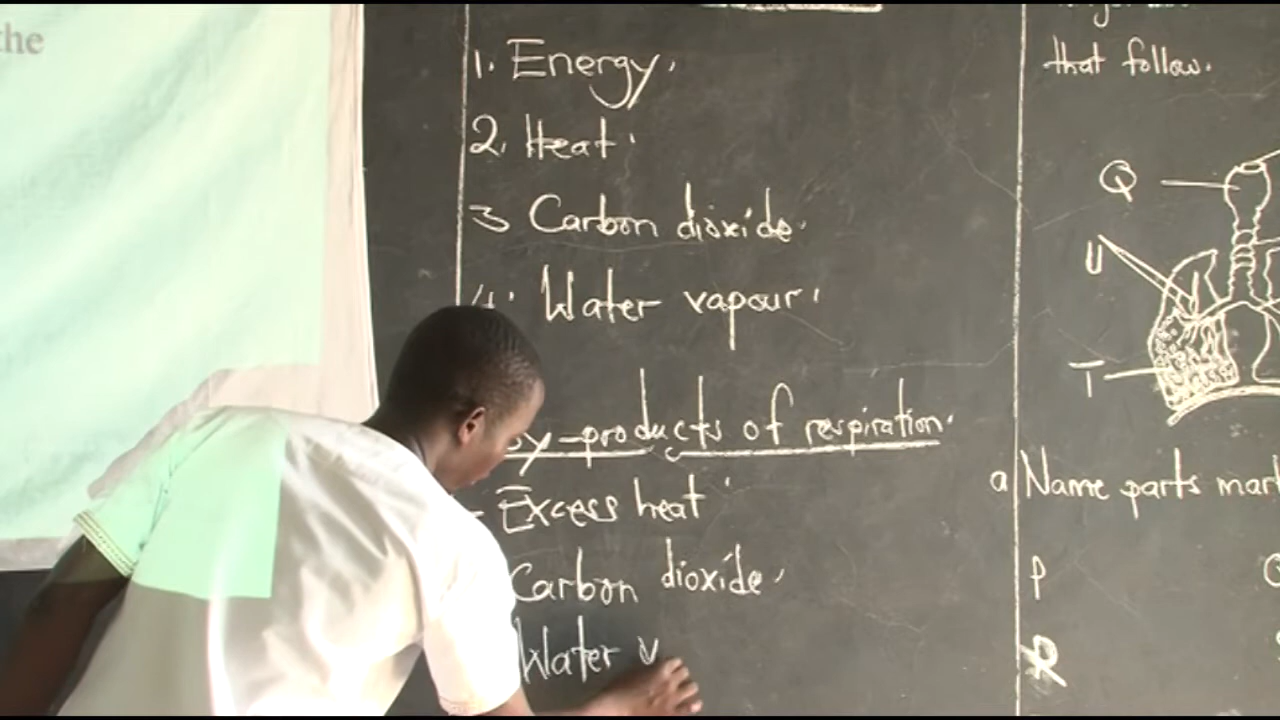 the
1. Energy.
2. Heat.
3 Carbon dioxide.
4. Water vapour.
By-products of respiration.
- Excess heat
Carbon dioxide.
Water v
that follow.
Q
U
T
a Name parts mar
P
R